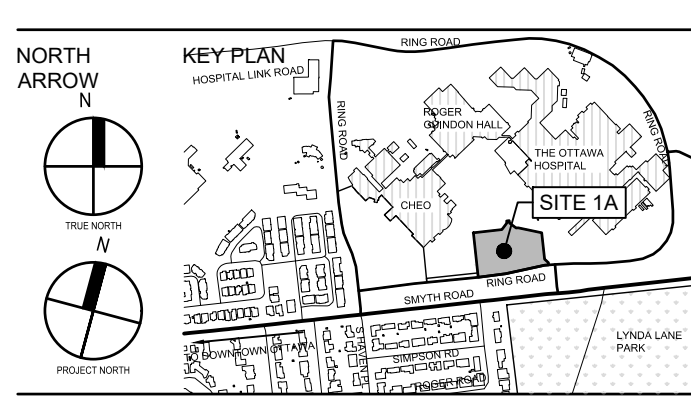 NORTH
ARROW
N
TRUE NORTH
N
PROJECT NORTH
KEY PLAN
HOSPITAL LINK ROAD
RING ROAD
RING ROAD
RING ROAD
ROGER
GUINDON HALL
THE OTTAWA
HOSPITAL
CHEO
SITE 1A
RING ROAD
SMYTH ROAD
DOWNTOWN OTTAWA
SIMPSON RD
ROGER ROAD
LYNDA LANE
PARK